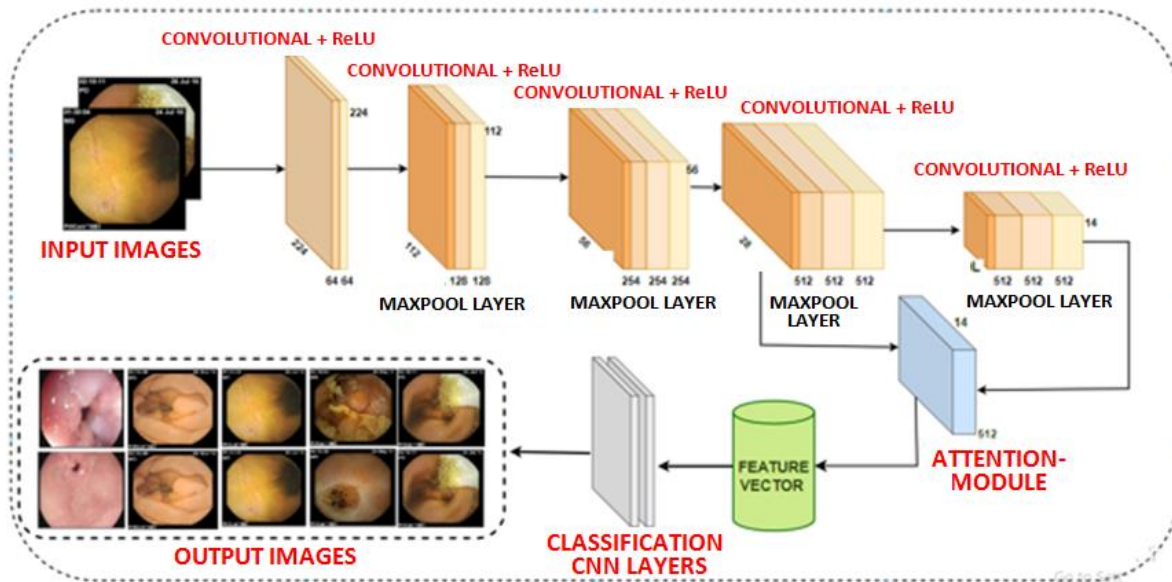 CONVOLUTIONAL + ReLU
CONVOLUTIONAL + ReLU
CONVOLUTIONAL + ReLU
CONVOLUTIONAL + ReLU
CONVOLUTIONAL + ReLU
INPUT IMAGES
224
224
64 64
112
112
128 128
MAXPOOL LAYER
56
56
254 254 254
MAXPOOL LAYER
28
512 512 512
MAXPOOL
LAYER
14
L
512 512 512
MAXPOOL LAYER
14
512
ATTENTION-
MODULE
FEATURE
VECTOR
CLASSIFICATION
CNN LAYERS
OUTPUT IMAGES